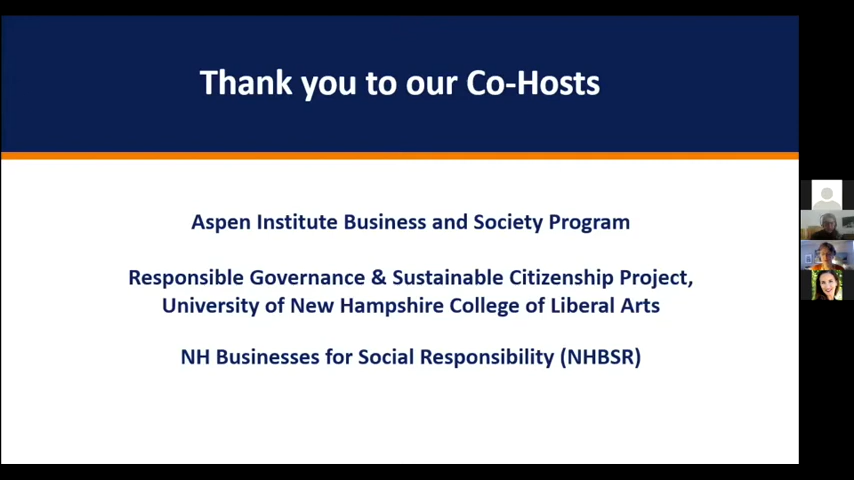 Thank you to our Co-Hosts
Aspen Institute Business and Society Program
Responsible Governance & Sustainable Citizenship Project,
University of New Hampshire College of Liberal Arts
NH Businesses for Social Responsibility (NHBSR)